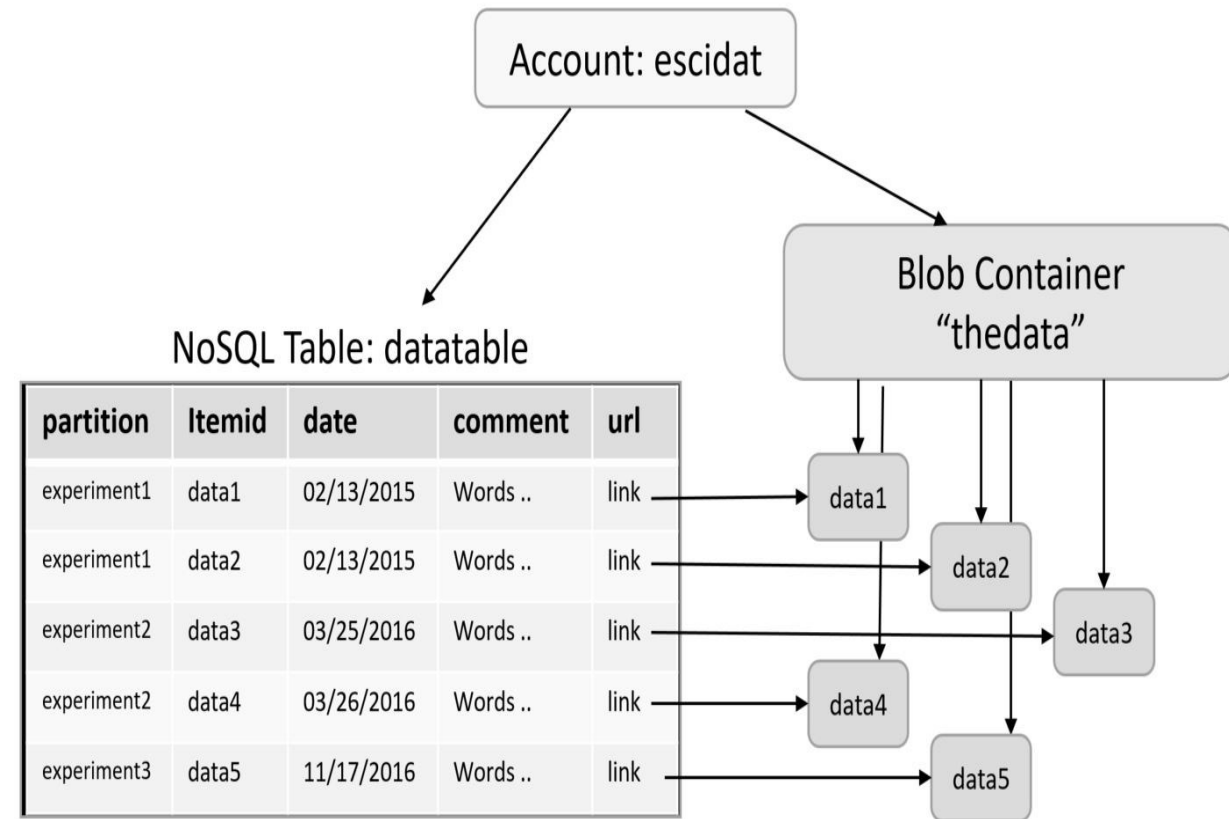 Account: escidat
Blob Container
“thedata”
NoSQL Table: datatable
partition Itemid date comment url
experiment1 data1 02/13/2015 Words .. link
experiment1 data2 02/13/2015 Words .. link
experiment2 data3 03/25/2016 Words .. link
experiment2 data4 03/26/2016 Words .. link
experiment3 data5 11/17/2016 Words .. link
data1
data2
data3
data4
data5